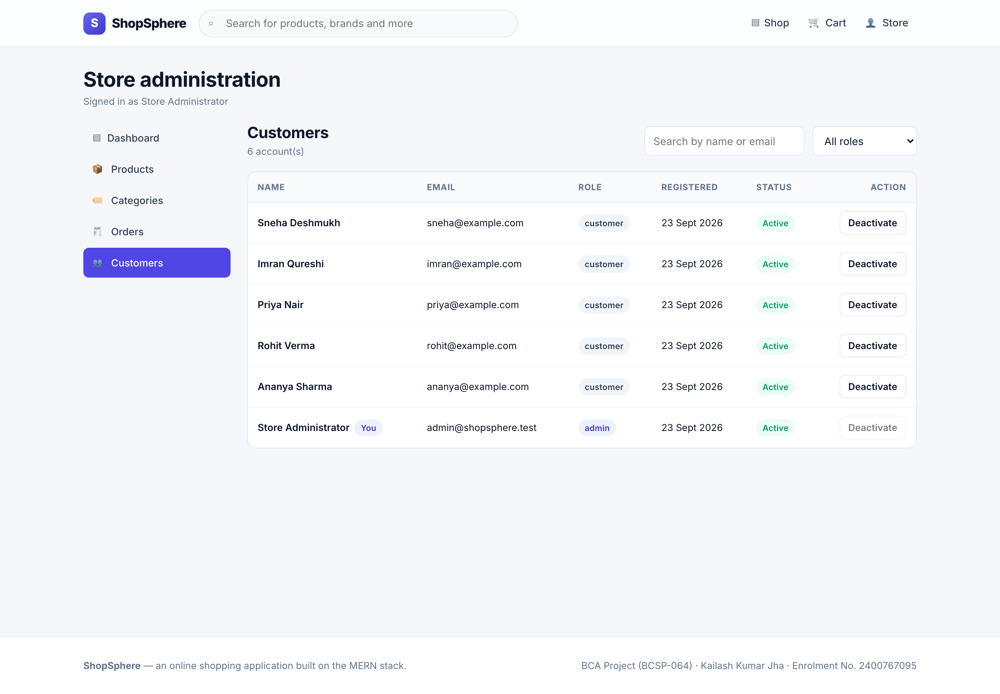 S ShopSphere Search for products, brands and more Shop Cart Store
Store administration
Signed in as Store Administrator
Dashboard
Products
Categories
Orders
Customers
Customers
6 account(s)
Search by name or email All roles
NAME EMAIL ROLE REGISTERED STATUS ACTION
Sneha Deshmukh sneha@example.com customer 23 Sept 2026 Active Deactivate
Imran Qureshi imran@example.com customer 23 Sept 2026 Active Deactivate
Priya Nair priya@example.com customer 23 Sept 2026 Active Deactivate
Rohit Verma rohit@example.com customer 23 Sept 2026 Active Deactivate
Ananya Sharma ananya@example.com customer 23 Sept 2026 Active Deactivate
Store Administrator You admin@shopsphere.test admin 23 Sept 2026 Active Deactivate
ShopSphere — an online shopping application built on the MERN stack. BCA Project (BCSP-064) · Kailash Kumar Jha · Enrolment No. 2400767095